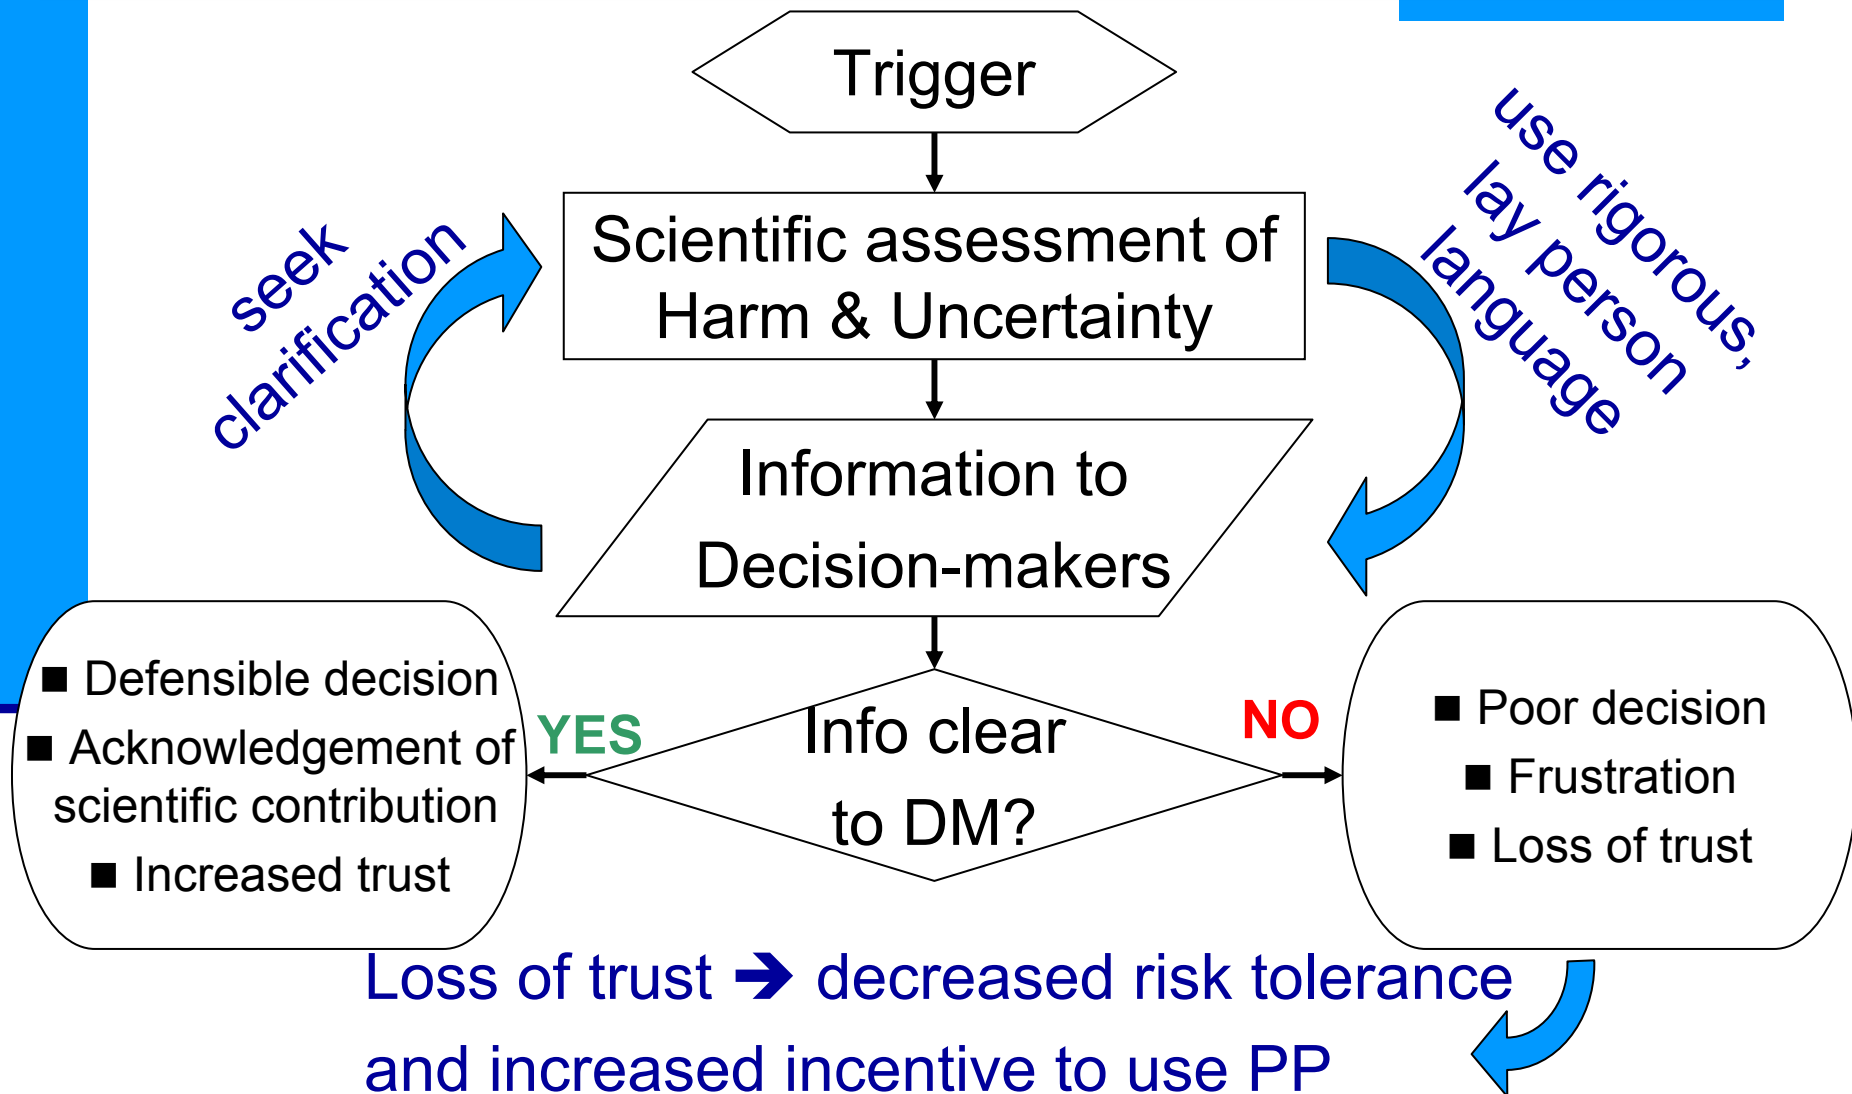 Trigger
Scientific assessment of
Harm & Uncertainty
seek
clarification
use rigorous,
lay person
language
Information to
Decision-makers
Info clear
to DM?
YES
NO
■ Defensible decision
■ Acknowledgement of
scientific contribution
■ Increased trust
■ Poor decision
■ Frustration
■ Loss of trust
Loss of trust ➔ decreased risk tolerance
and increased incentive to use PP